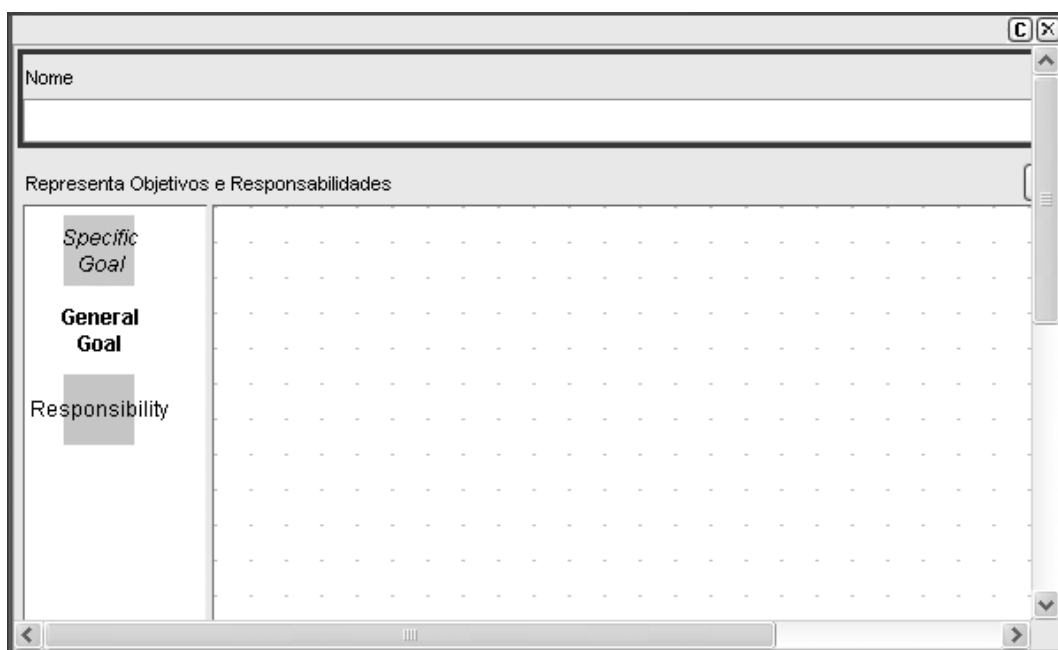 C
Nome
Representa Objetivos e Responsabilidades
Specific
Goal
General
Goal
Responsibility